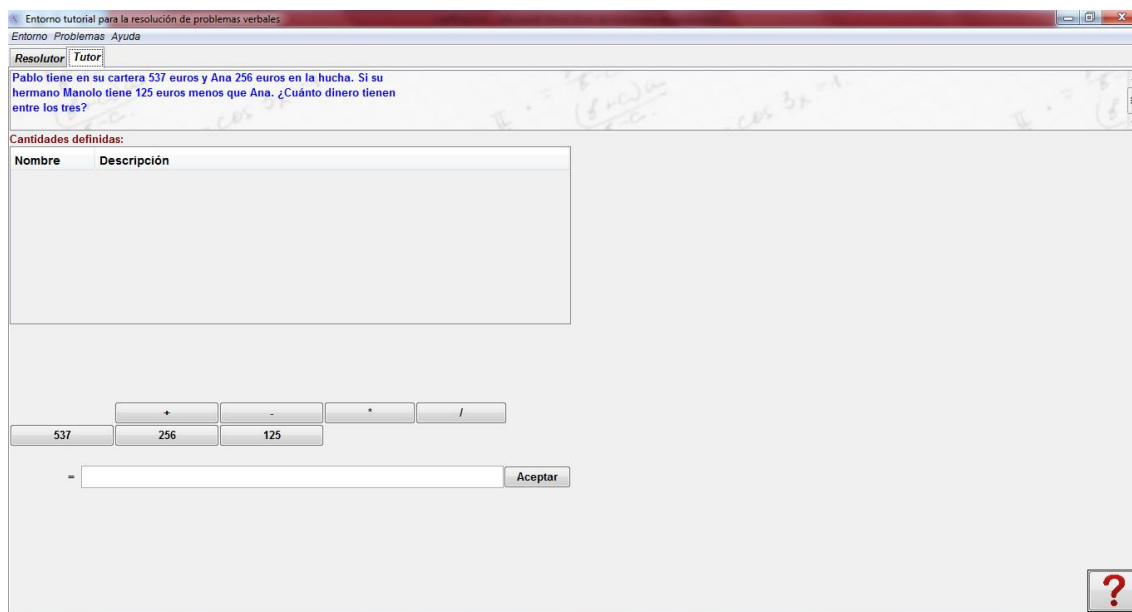 Entorno tutorial para la resolución de problemas verbales
Entorno Problemas Ayuda
Resolutor Tutor
Pablo tiene en su cartera 537 euros y Ana 256 euros en la hucha. Si su
hermano Manolo tiene 125 euros menos que Ana. ¿Cuánto dinero tienen
entre los tres?
Cantidades definidas:
Nombre Descripción
+ - * /
537 256 125
= Aceptar
?